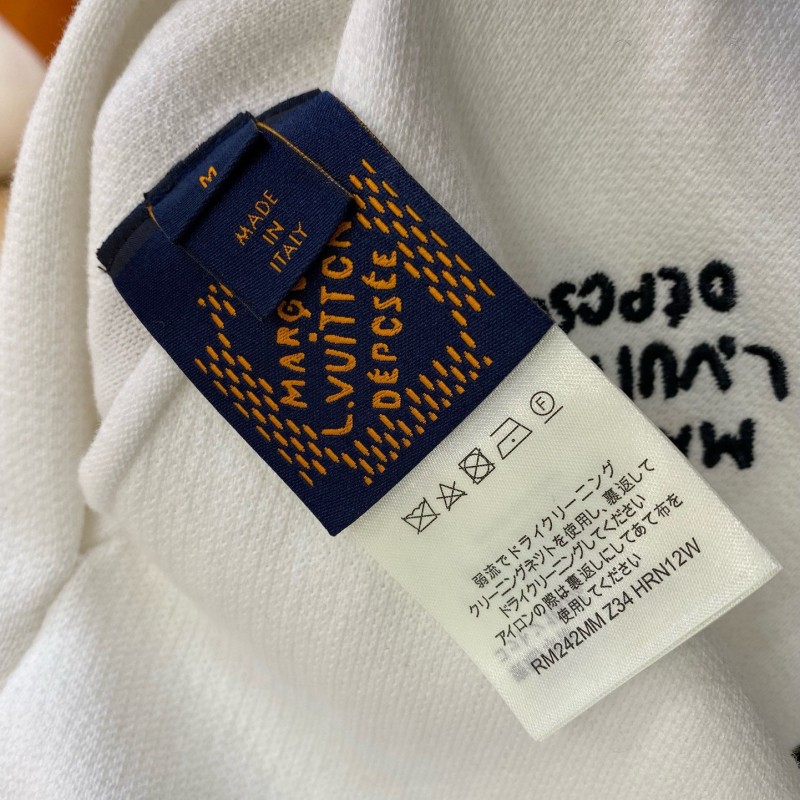 M
MADE
IN
ITALY
L.VUITTON
DÉPOSÉE
F
弱流でドライクリーニング
クリーニングネットを使用し、裏返して
ドライクリーニングしてください
アイロンの際は裏返しにしてあて布を
使用してください
RM242MM Z34 HRN12W
DÉPOSÉ
L.VUI
MA